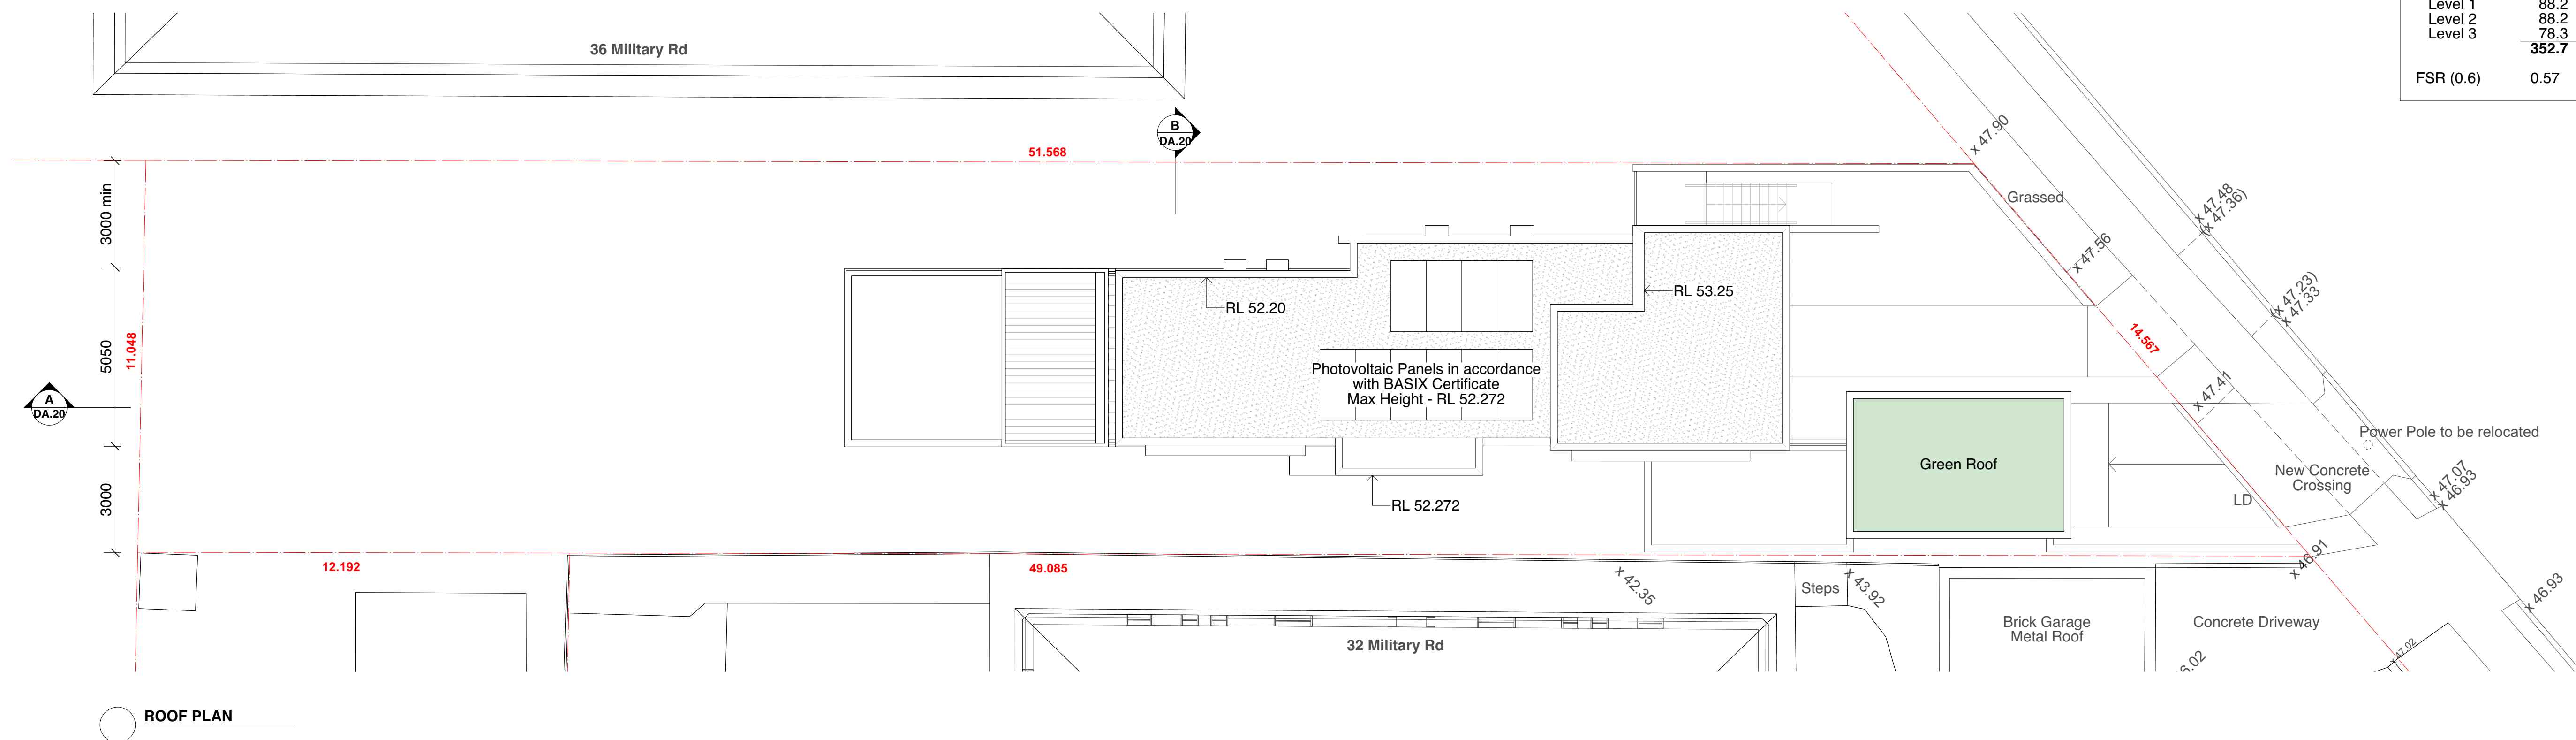 Level 1 88.2
Level 2 88.2
Level 3 78.3
352.7
FSR (0.6) 0.57
36 Military Rd
B
DA.20
51.568
x 47.90
3000 min
Grassed
x 47.48
(x 47.36)
x 47.56
RL 52.20
RL 53.25
(x 47.23)
x 47.33
11.048
5050
14.567
Photovoltaic Panels in accordance
with BASIX Certificate
Max Height - RL 52.272
A
DA.20
x 47.41
Power Pole to be relocated
Green Roof
New Concrete
Crossing
x 47.07
x 46.93
3000
LD
RL 52.272
12.192
49.085
x 42.35
Steps
x 43.92
x 46.91
x 46.93
Brick Garage
Metal Roof
Concrete Driveway
32 Military Rd
x 47.02
6.02
ROOF PLAN